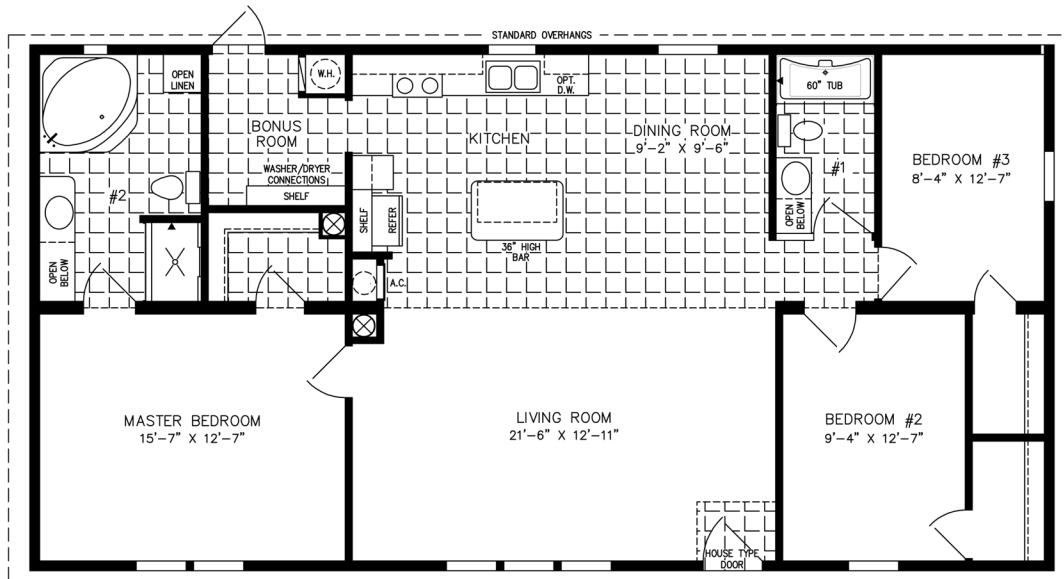 STANDARD OVERHANGS
OPEN
LINEN
W.H.
OPT.
D.W.
60" TUB
BONUS
ROOM
KITCHEN
DINING ROOM
9'-2" X 9'-6"
BEDROOM #3
8'-4" X 12'-7"
WASHER/DRYER
CONNECTIONS
SHELF
#2
#1
SHELF
REFER
OPEN
BELOW
36" HIGH
BAR
OPEN
BELOW
A.C.
MASTER BEDROOM
15'-7" X 12'-7"
LIVING ROOM
21'-6" X 12'-11"
BEDROOM #2
9'-4" X 12'-7"
HOUSE TYPE
DOOR